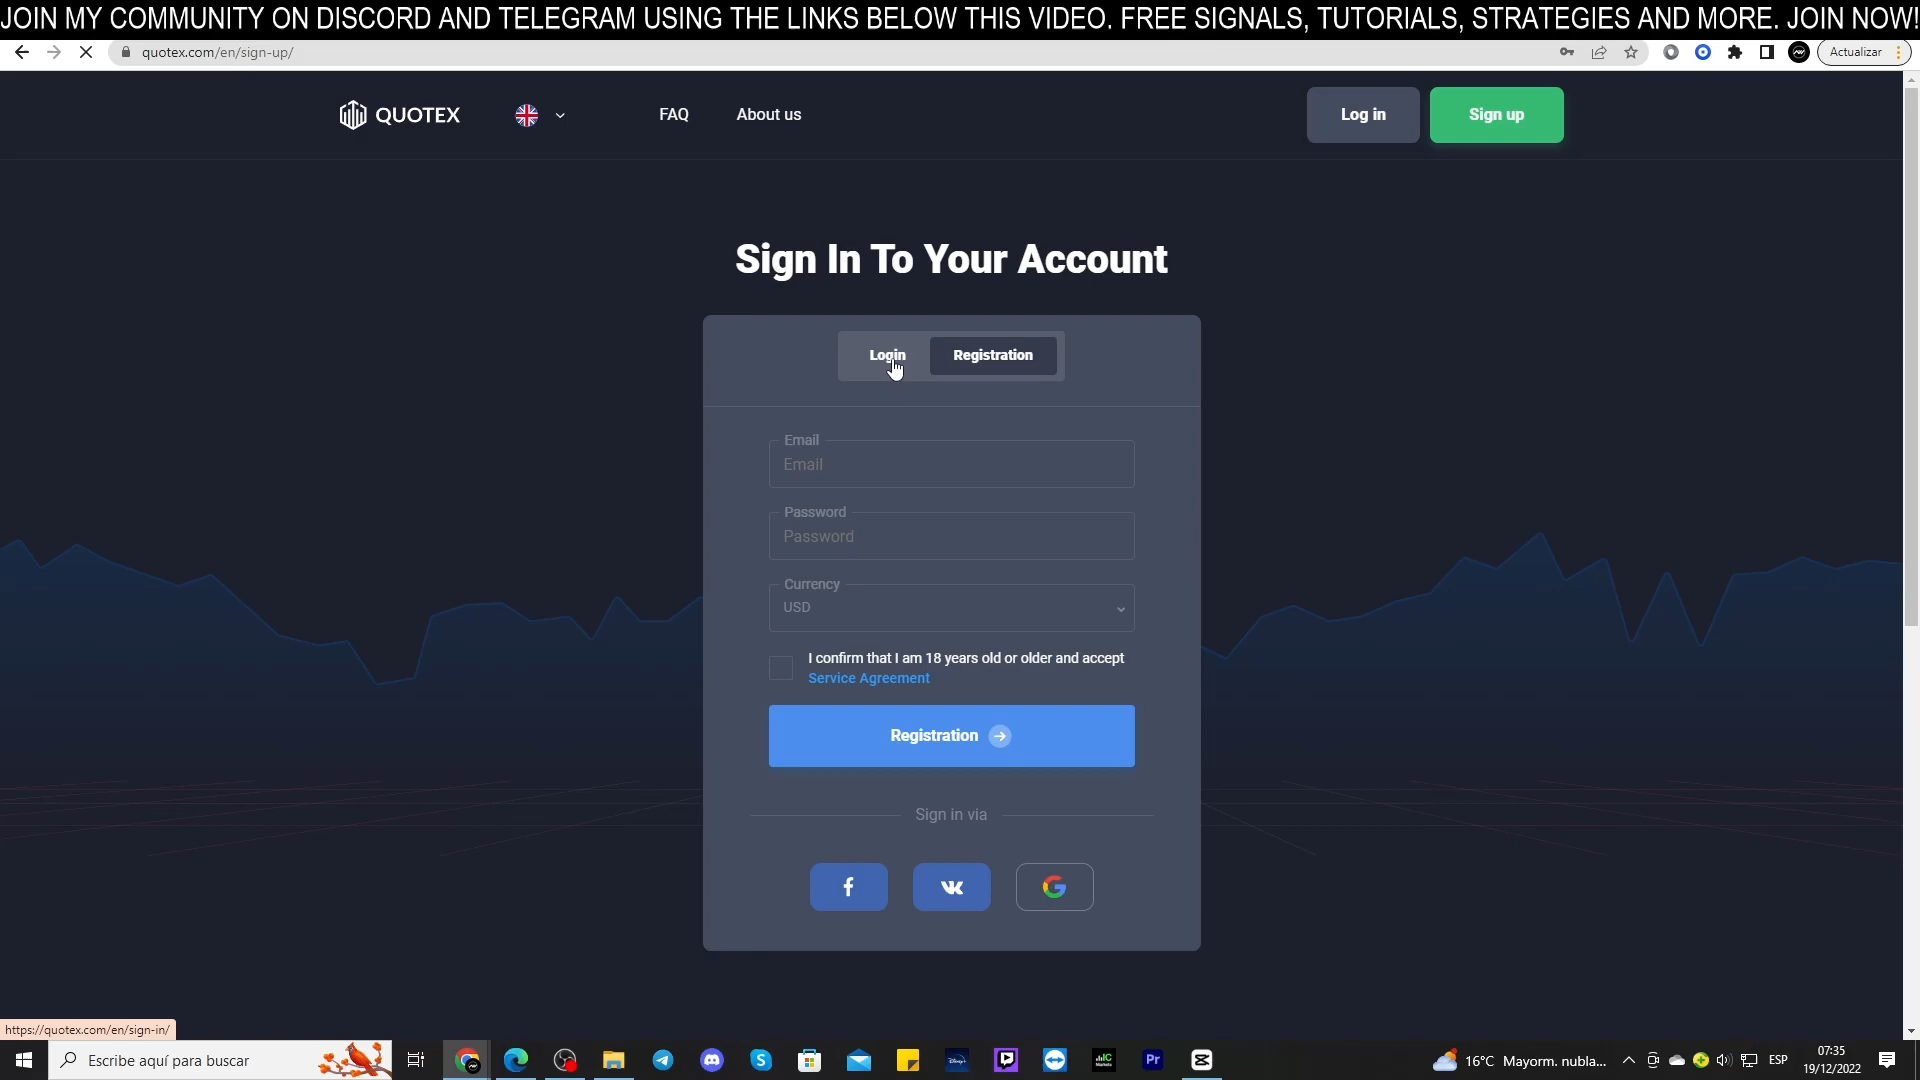 JOIN MY COMMUNITY ON DISCORD AND TELEGRAM USING THE LINKS BELOW THIS VIDEO. FREE SIGNALS, TUTORIALS, STRATEGIES AND MORE. JOIN NOW!
quotex.com/en/sign-up/
Actualizar
QUOTEX
FAQ
About us
Log in
Sign up
Sign In To Your Account
Login
Registration
Email
Email
Password
Password
Currency
USD
I confirm that I am 18 years old or older and accept
Service Agreement
Registration
Sign in via
https://quotex.com/en/sign-in/
Escribe aquí para buscar
Disney+
IC
Markets
Pr
16°C Mayorm. nubla...
ESP
07:35
19/12/2022